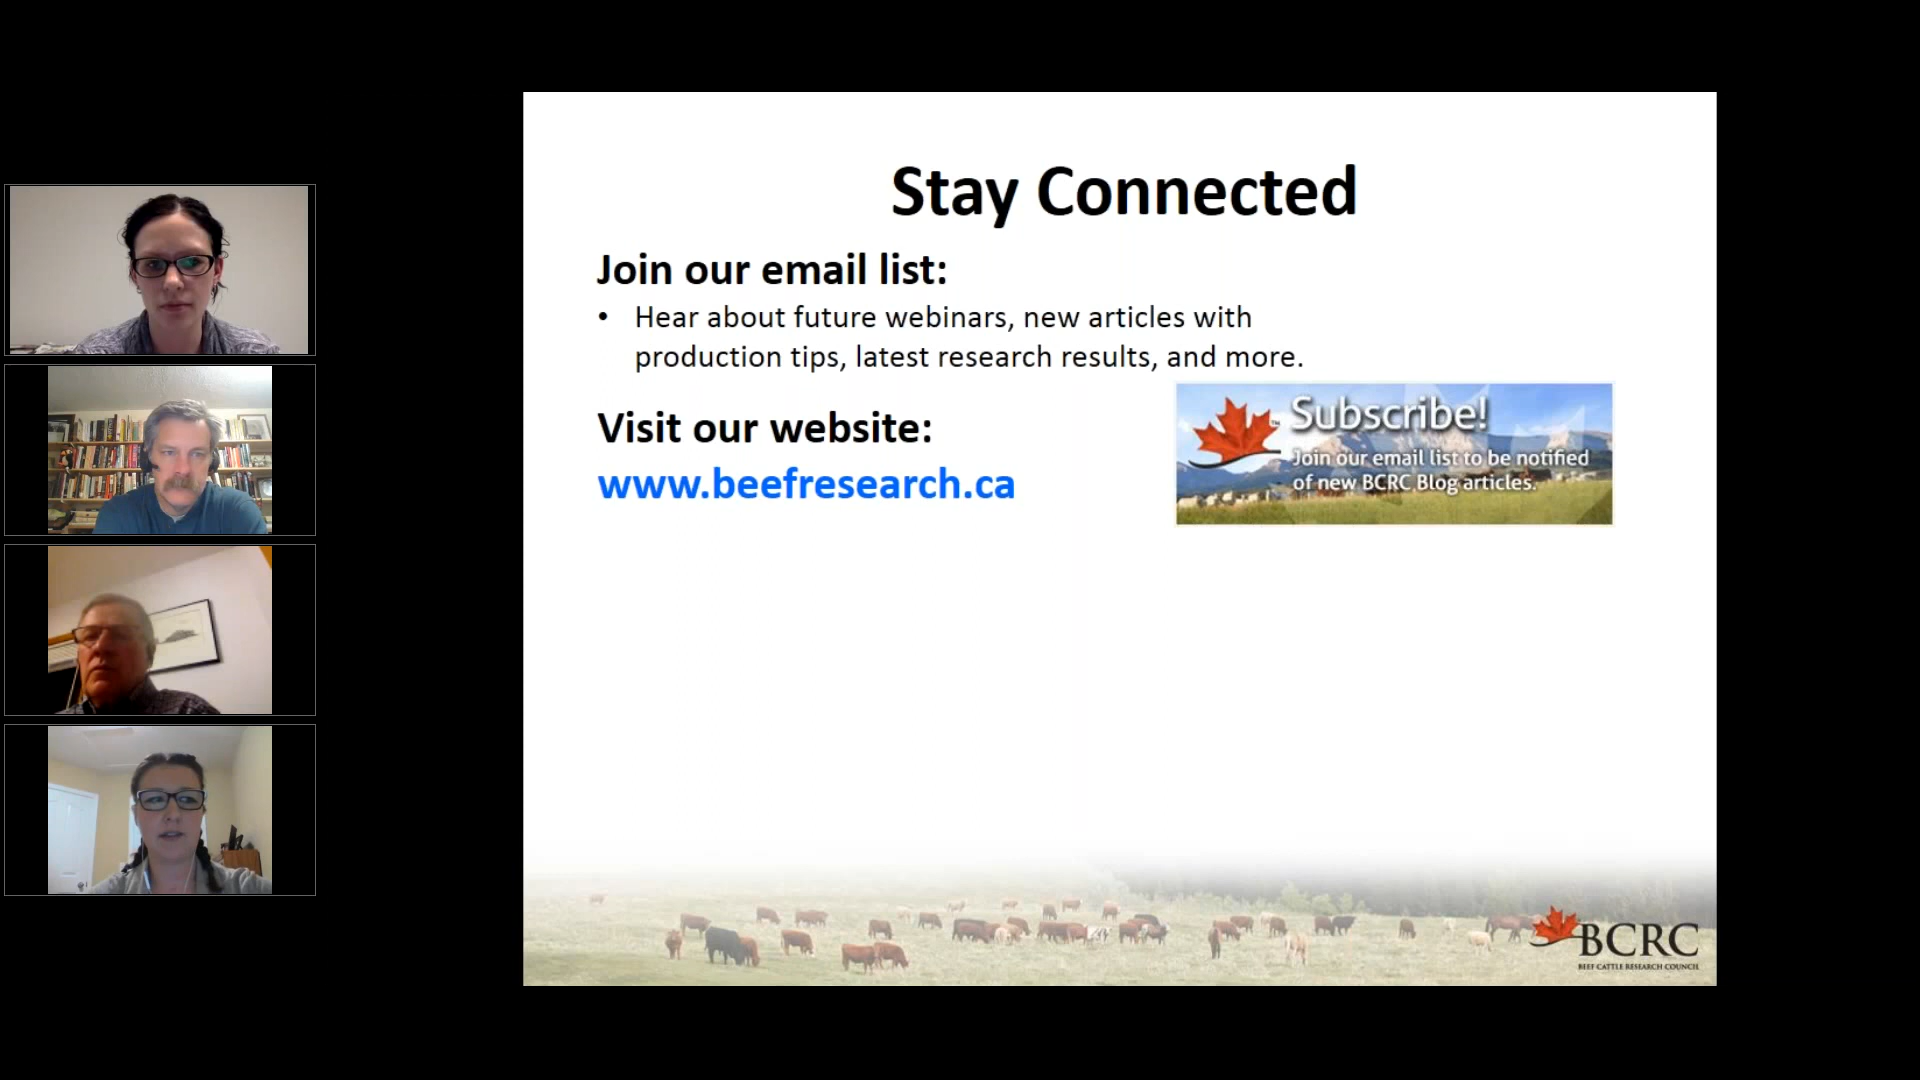 Stay Connected
Join our email list:
• Hear about future webinars, new articles with
production tips, latest research results, and more.
Visit our website:
www.beefresearch.ca
Subscribe!
Join our email list to be notified
of new BCRC Blog articles.
BCRC
BEEF CATTLE RESEARCH COUNCIL